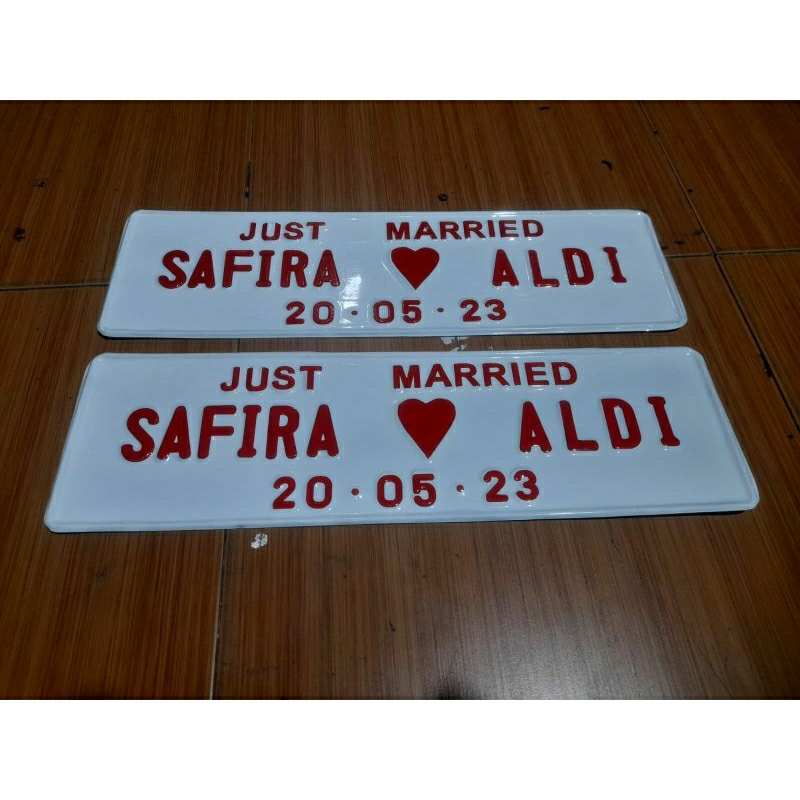 JUST MARRIED
SAFIRA ♥ ALDI
20·05·23
JUST MARRIED
SAFIRA ♥ ALDI
20·05·23